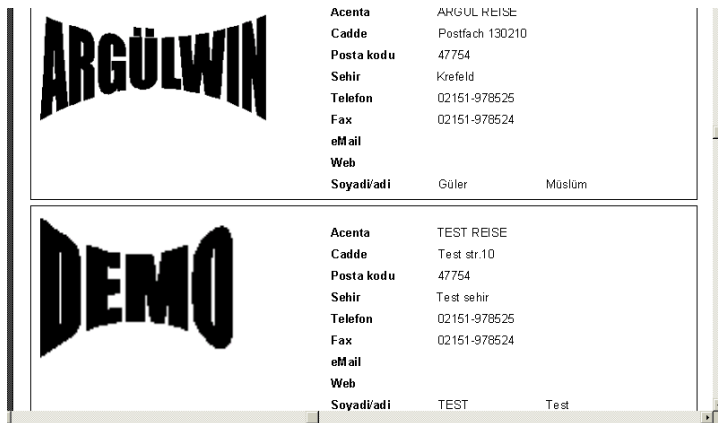 ARGÜLWIN
Acenta ARGÜL REISE
Cadde Postfach 130210
Posta kodu 47754
Sehir Krefeld
Telefon 02151-978525
Fax 02151-978524
eMail
Web
Soyadi/adi Güler Müslüm
DEMO
Acenta TEST REISE
Cadde Test str.10
Posta kodu 47754
Sehir Test sehir
Telefon 02151-978525
Fax 02151-978524
eMail
Web
Soyadi/adi TEST Test